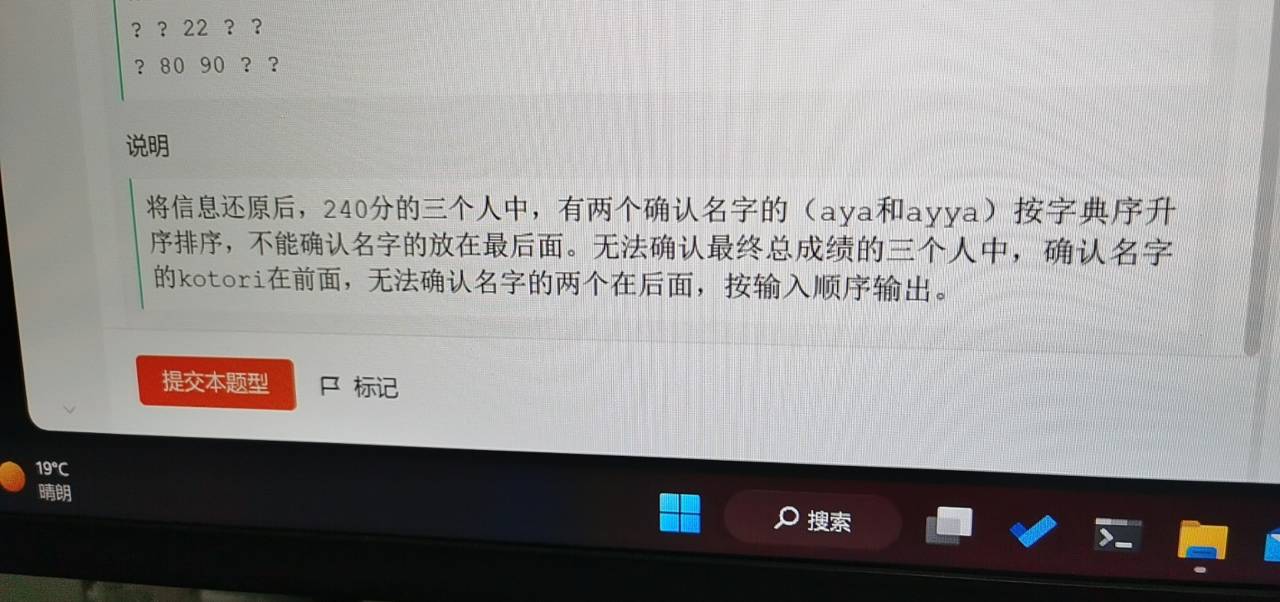 ? ? 22 ? ?
? 80 90 ? ?
说明
将信息还原后，240分的三个人中，有两个确认名字的（aya和ayya）按字典序升
序排序，不能确认名字的放在最后面。无法确认最终总成绩的三个人中，确认名字
的kotori在前面，无法确认名字的两个在后面，按输入顺序输出。
提交本题型
标记
19°C
晴朗
搜索